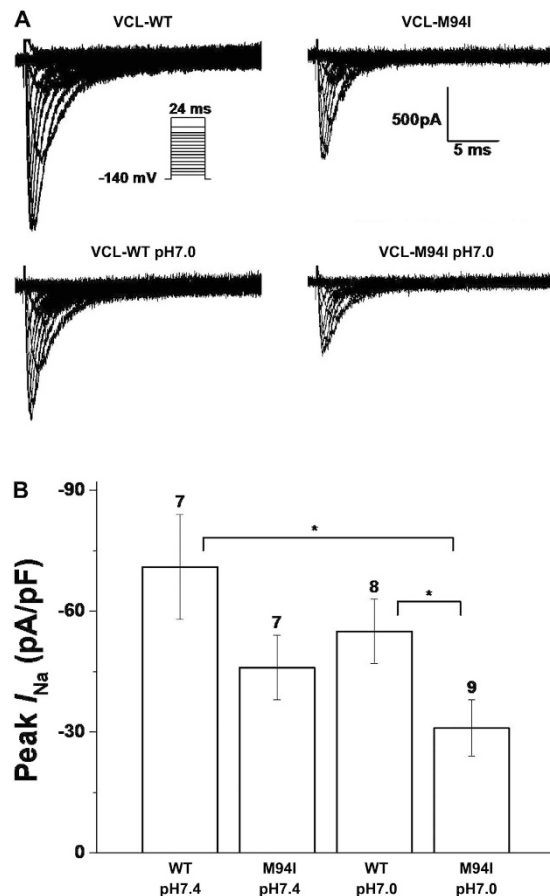 A
VCL-WT
VCL-M94I
24 ms
-140 mV
500pA
5 ms
VCL-WT pH7.0
VCL-M94I pH7.0
B
Peak INa (pA/pF)
-90
-60
-30
0
7
7
8
9
*
*
WT
pH7.4
M94I
pH7.4
WT
pH7.0
M94I
pH7.0